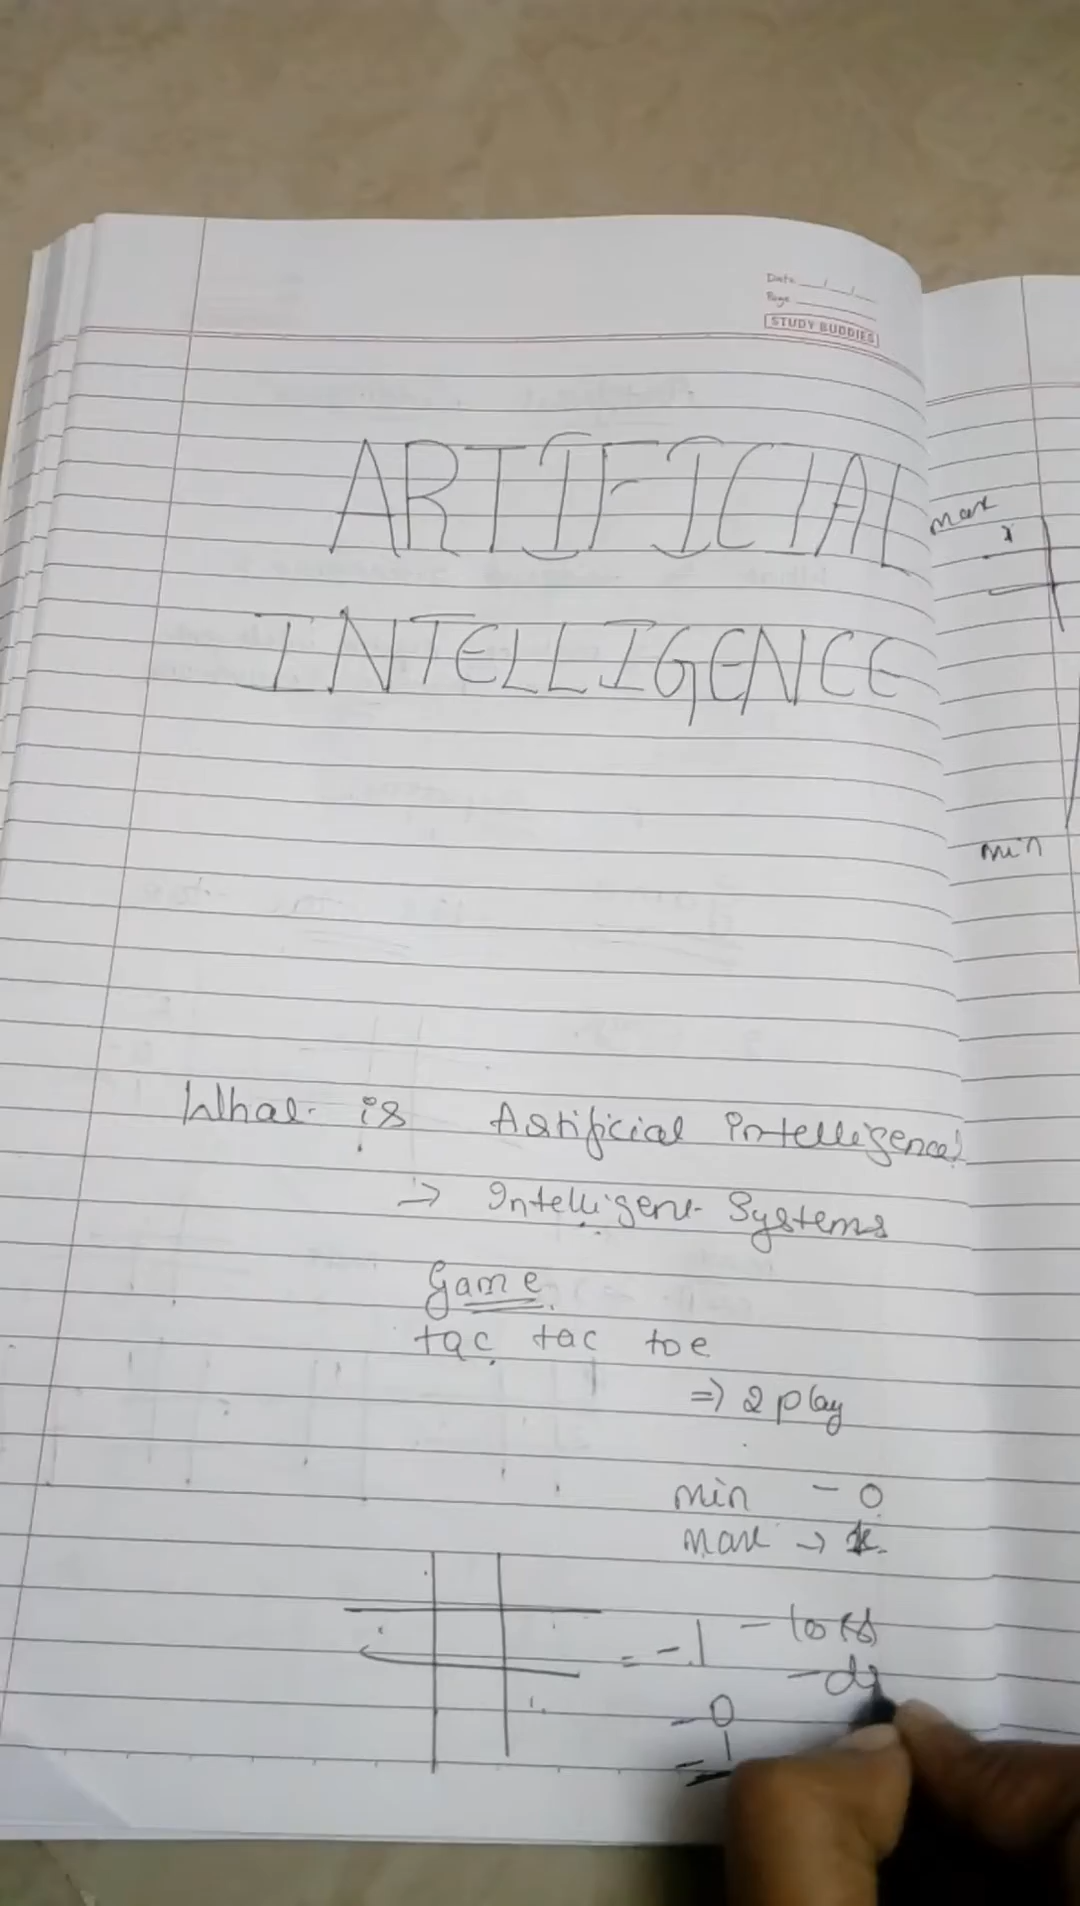 Date
Page
STUDY BUDDIES
ARTIFICIAL
INTELLIGENCE
max
x
min
What is Artificial Intelligence?
=> Intelligent Systems
Game
tac tac toe
=> 2 play
min - 0
max -> x
= -1 - loss
- 0 - dr
- 1